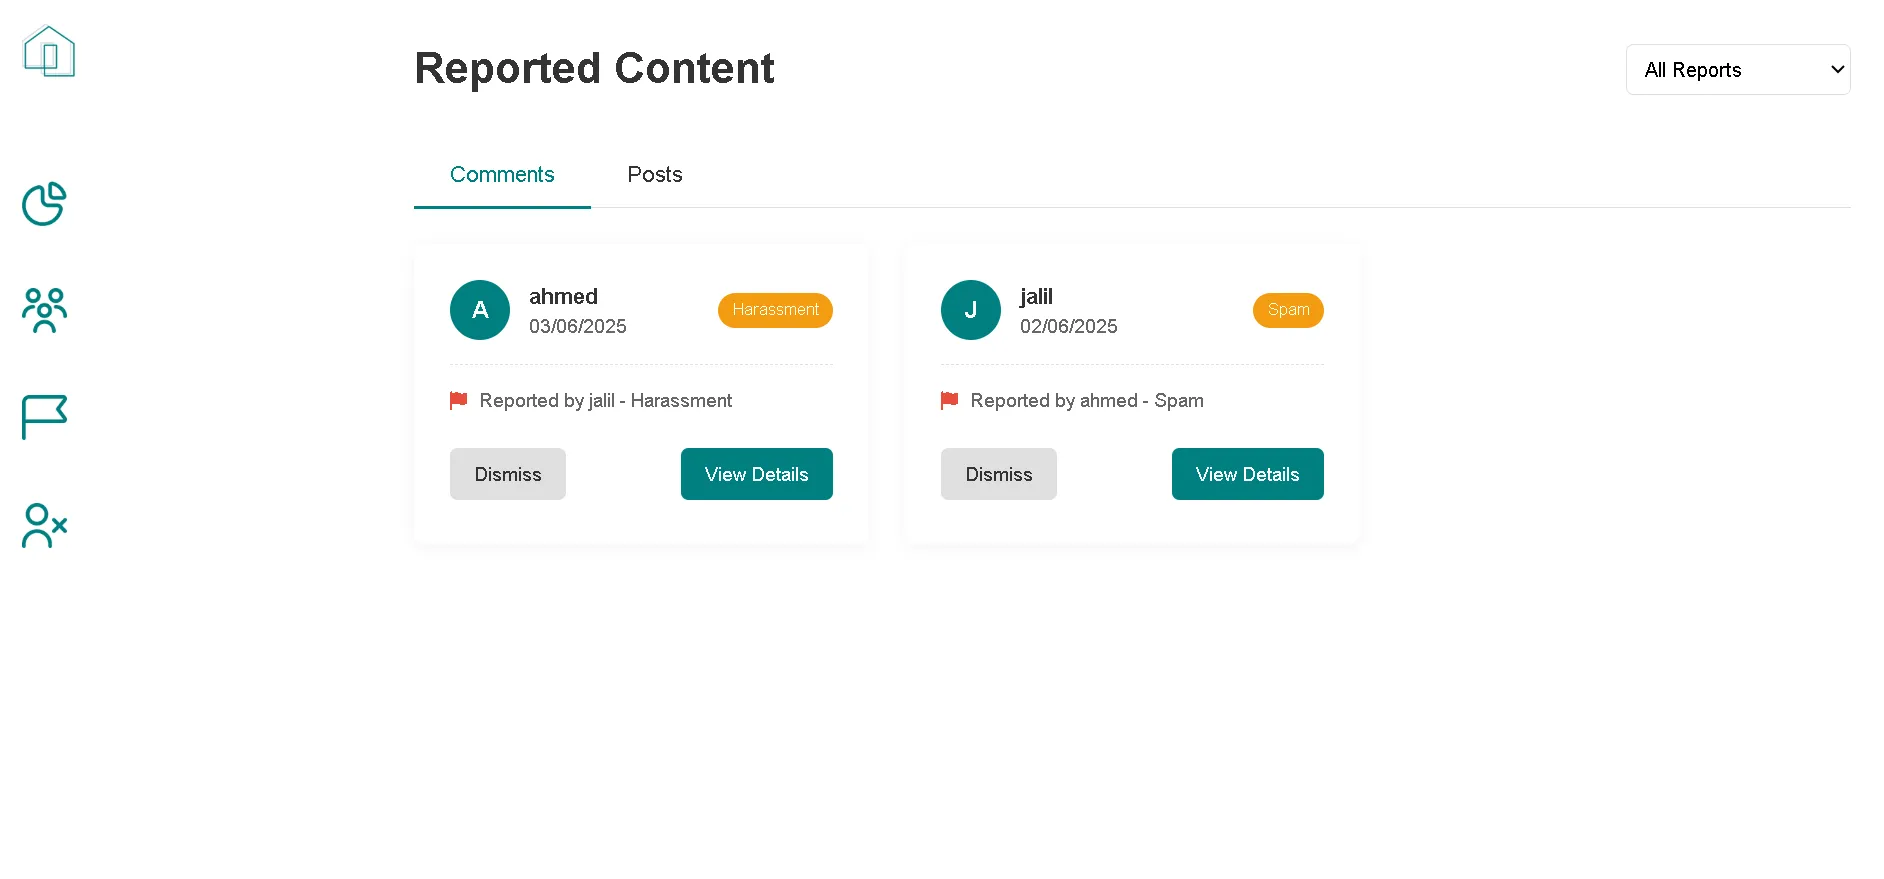 Reported Content
All Reports
Comments
Posts
A
ahmed
03/06/2025
Harassment
Reported by jalil - Harassment
Dismiss
View Details
J
jalil
02/06/2025
Spam
Reported by ahmed - Spam
Dismiss
View Details